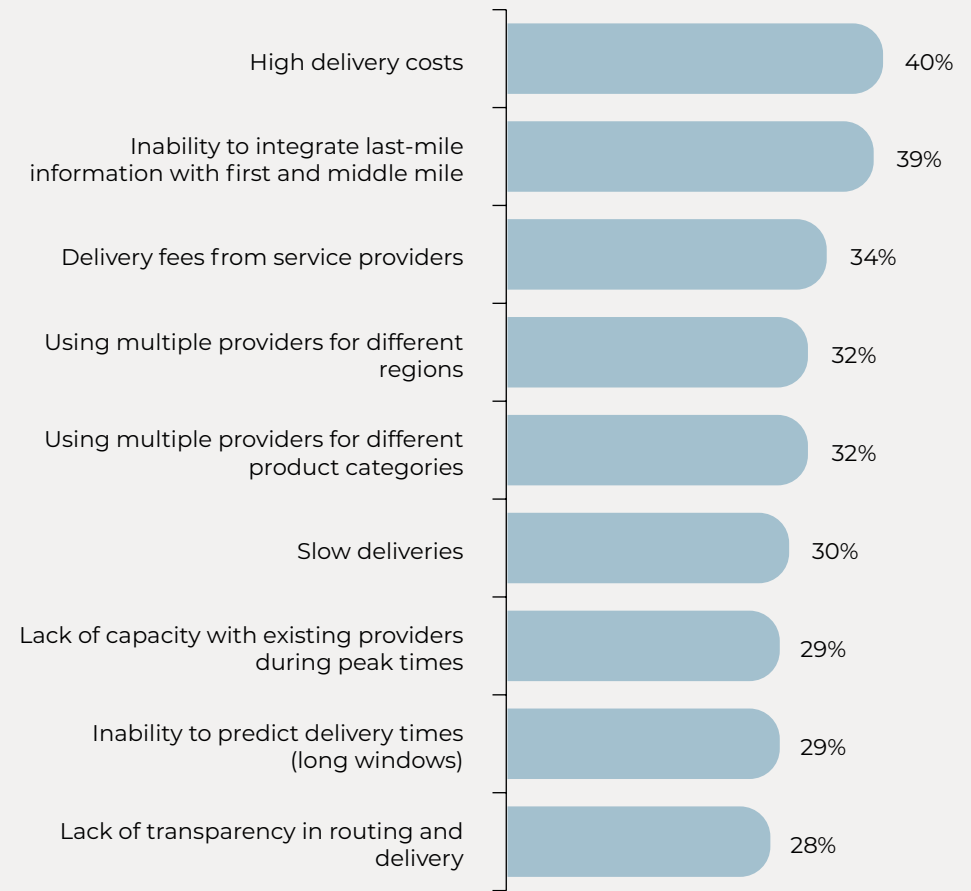 High delivery costs
40%
Inability to integrate last-mile
information with first and middle mile
39%
Delivery fees from service providers
34%
Using multiple providers for different
regions
32%
Using multiple providers for different
product categories
32%
Slow deliveries
30%
Lack of capacity with existing providers
during peak times
29%
Inability to predict delivery times
(long windows)
29%
Lack of transparency in routing and
delivery
28%